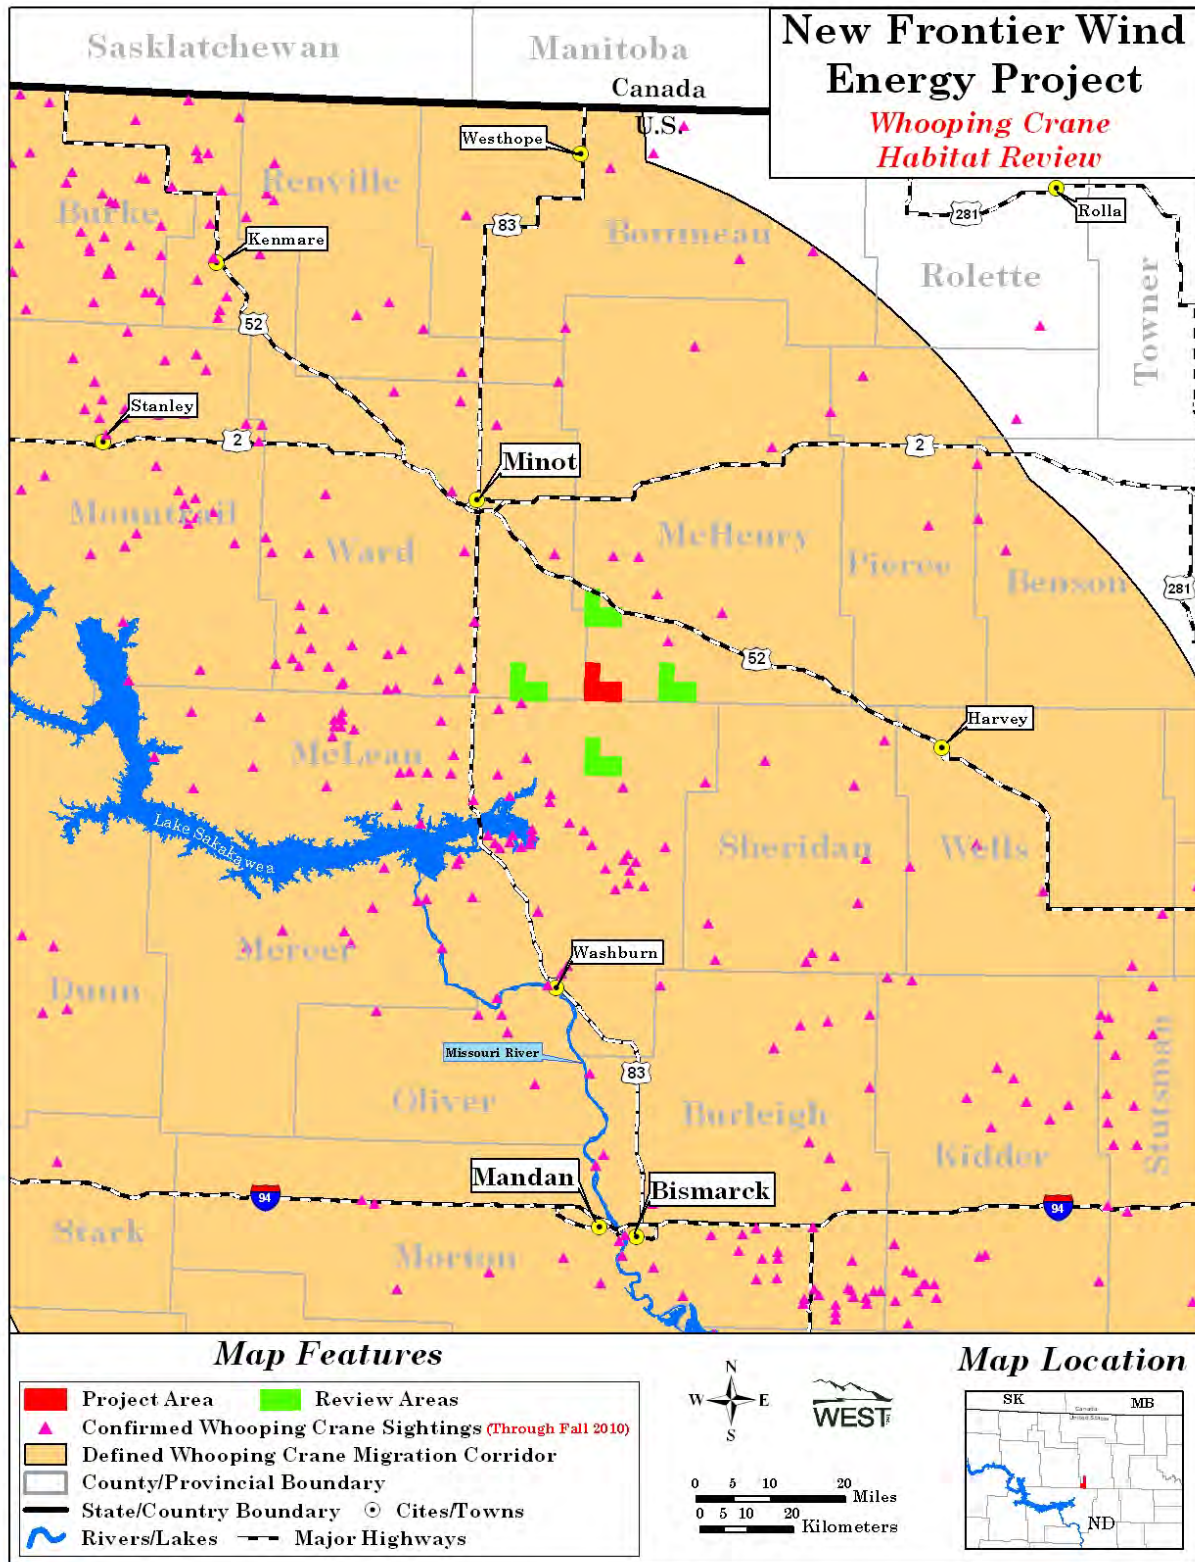 Sasklatchewan
Manitoba
New Frontier Wind
Energy Project
Whooping Crane
Habitat Review
Canada
U.S.
Westhope
Renville
Burke
83
Bottineau
281
Rolla
Kenmare
Rolette
Towner
52
Stanley
2
2
Minot
Mountrail
Ward
McHenry
Pierce
Benson
281
52
Harvey
McLean
Lake Sakakawea
Sheridan
Wells
Mercer
Washburn
Dunn
Missouri River
83
Oliver
Burleigh
Kidder
Stutsman
Mandan
Bismarck
94
94
Stark
Morton
Map Features
Project Area
Review Areas
Confirmed Whooping Crane Sightings (Through Fall 2010)
Defined Whooping Crane Migration Corridor
County/Provincial Boundary
State/Country Boundary
Cites/Towns
Rivers/Lakes
Major Highways
N
W
E
S
WEST
0 5 10 20
Miles
0 5 10 20
Kilometers
Map Location
SK
MB
Canada
United States
ND